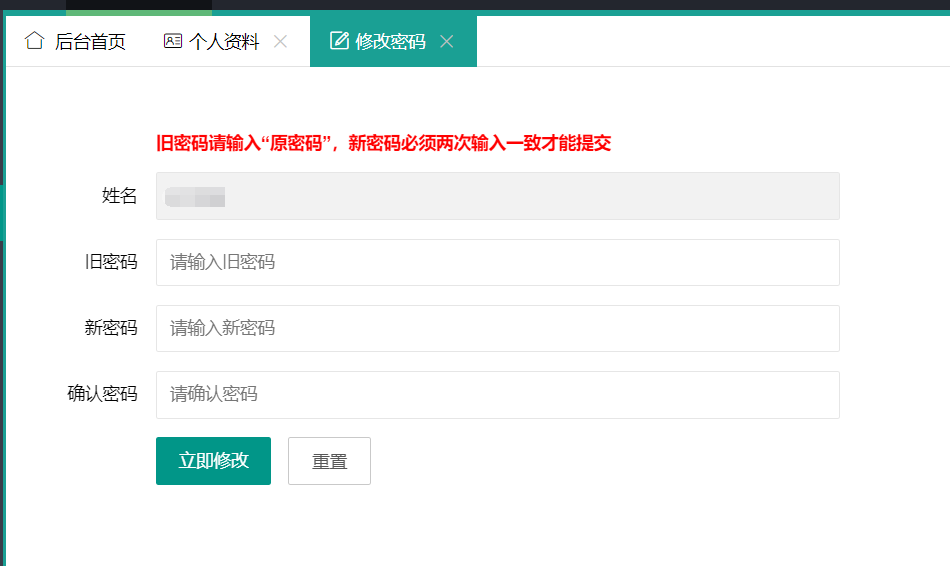 后台首页 个人资料 修改密码
旧密码请输入“原密码”，新密码必须两次输入一致才能提交
姓名
旧密码 请输入旧密码
新密码 请输入新密码
确认密码 请确认密码
立即修改 重置